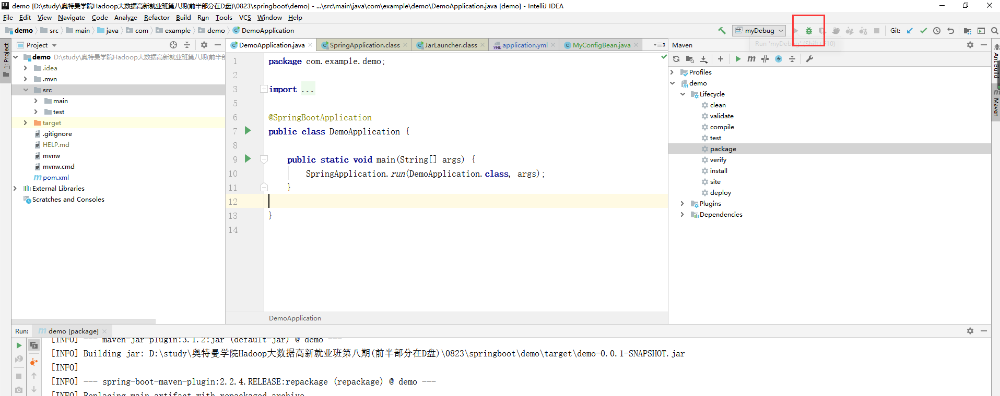 demo [D:\study\奥特曼学院Hadoop大数据高新就业班第八期(前半部分在D盘)\0823\springboot\demo] - ...\src\main\java\com\example\demo\DemoApplication.java [demo] - IntelliJ IDEA
File Edit View Navigate Code Analyze Refactor Build Run Tools VCS Window Help
demo src main java com example demo DemoApplication myDebug Git:
Run 'myDebug' (Shift+F10)
1: Project
Project
demo D:\study\奥特曼学院Hadoop大数据高新就业班第八期(前半部
.idea
.mvn
src
main
test
target
.gitignore
HELP.md
mvnw
mvnw.cmd
pom.xml
External Libraries
Scratches and Consoles
DemoApplication.java SpringApplication.class JarLauncher.class application.yml MyConfigBean.java 3
1 package com.example.demo;
2
3 import ...
5
6 @SpringBootApplication
7 public class DemoApplication {
8
9 public static void main(String[] args) {
10 SpringApplication.run(DemoApplication.class, args);
11 }
12
13 }
14
DemoApplication
Maven
Profiles
demo
Lifecycle
clean
validate
compile
test
package
verify
install
site
deploy
Plugins
Dependencies
Ant Build
Maven
Run: demo [package]
[INFO] --- maven-jar-plugin:3.1.2:jar (default-jar) @ demo ---
[INFO] Building jar: D:\study\奥特曼学院Hadoop大数据高新就业班第八期(前半部分在D盘)\0823\springboot\demo\target\demo-0.0.1-SNAPSHOT.jar
[INFO]
[INFO] --- spring-boot-maven-plugin:2.2.4.RELEASE:repackage (repackage) @ demo ---
[INFO] Replacing main artifact with repackaged archive